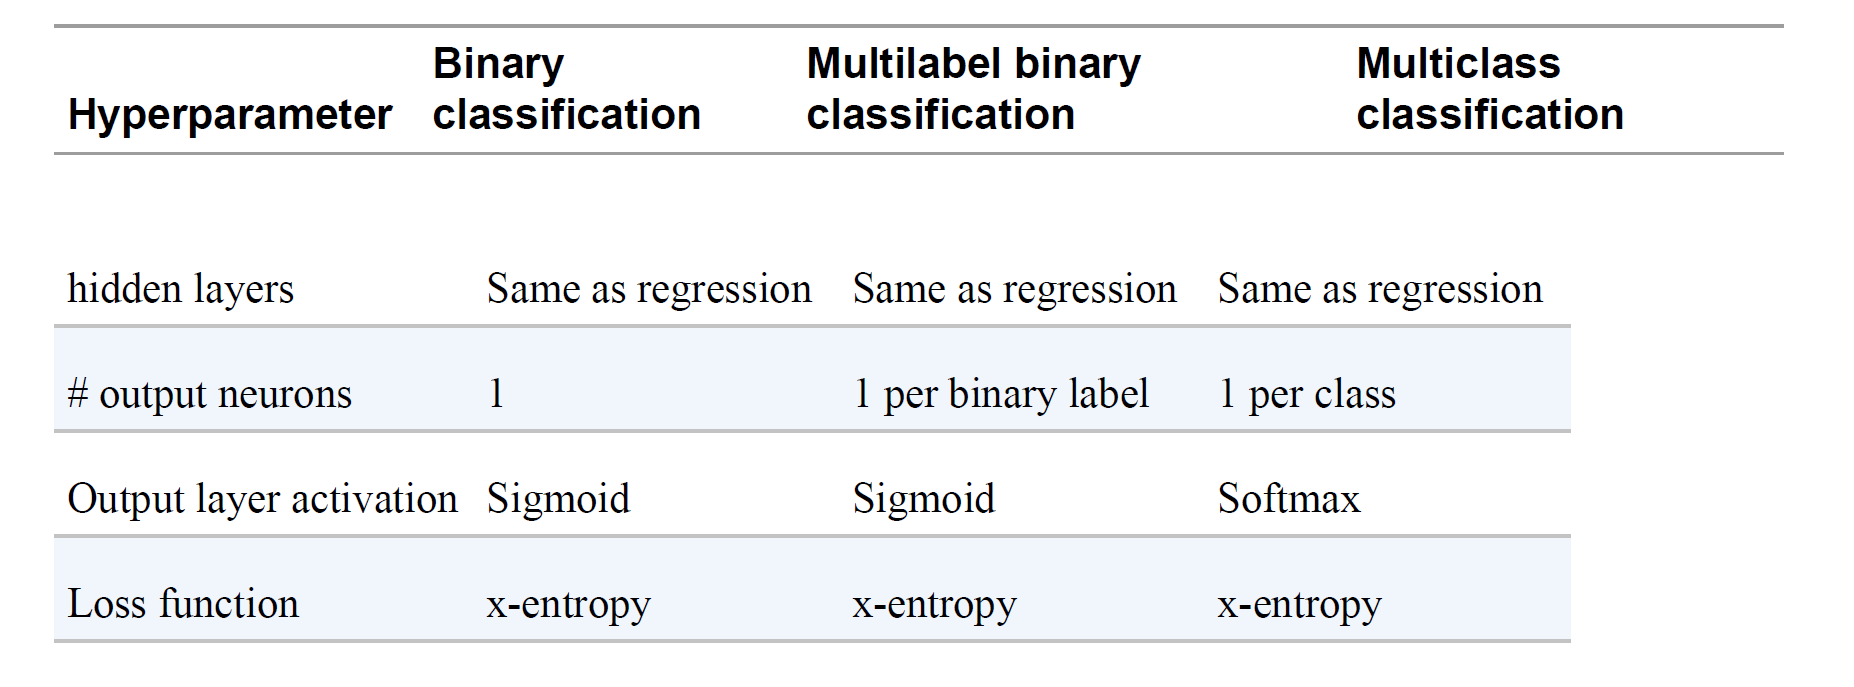 Hyperparameter Binary classification Multilabel binary classification Multiclass classification
hidden layers Same as regression Same as regression Same as regression
# output neurons 1 1 per binary label 1 per class
Output layer activation Sigmoid Sigmoid Softmax
Loss function x-entropy x-entropy x-entropy